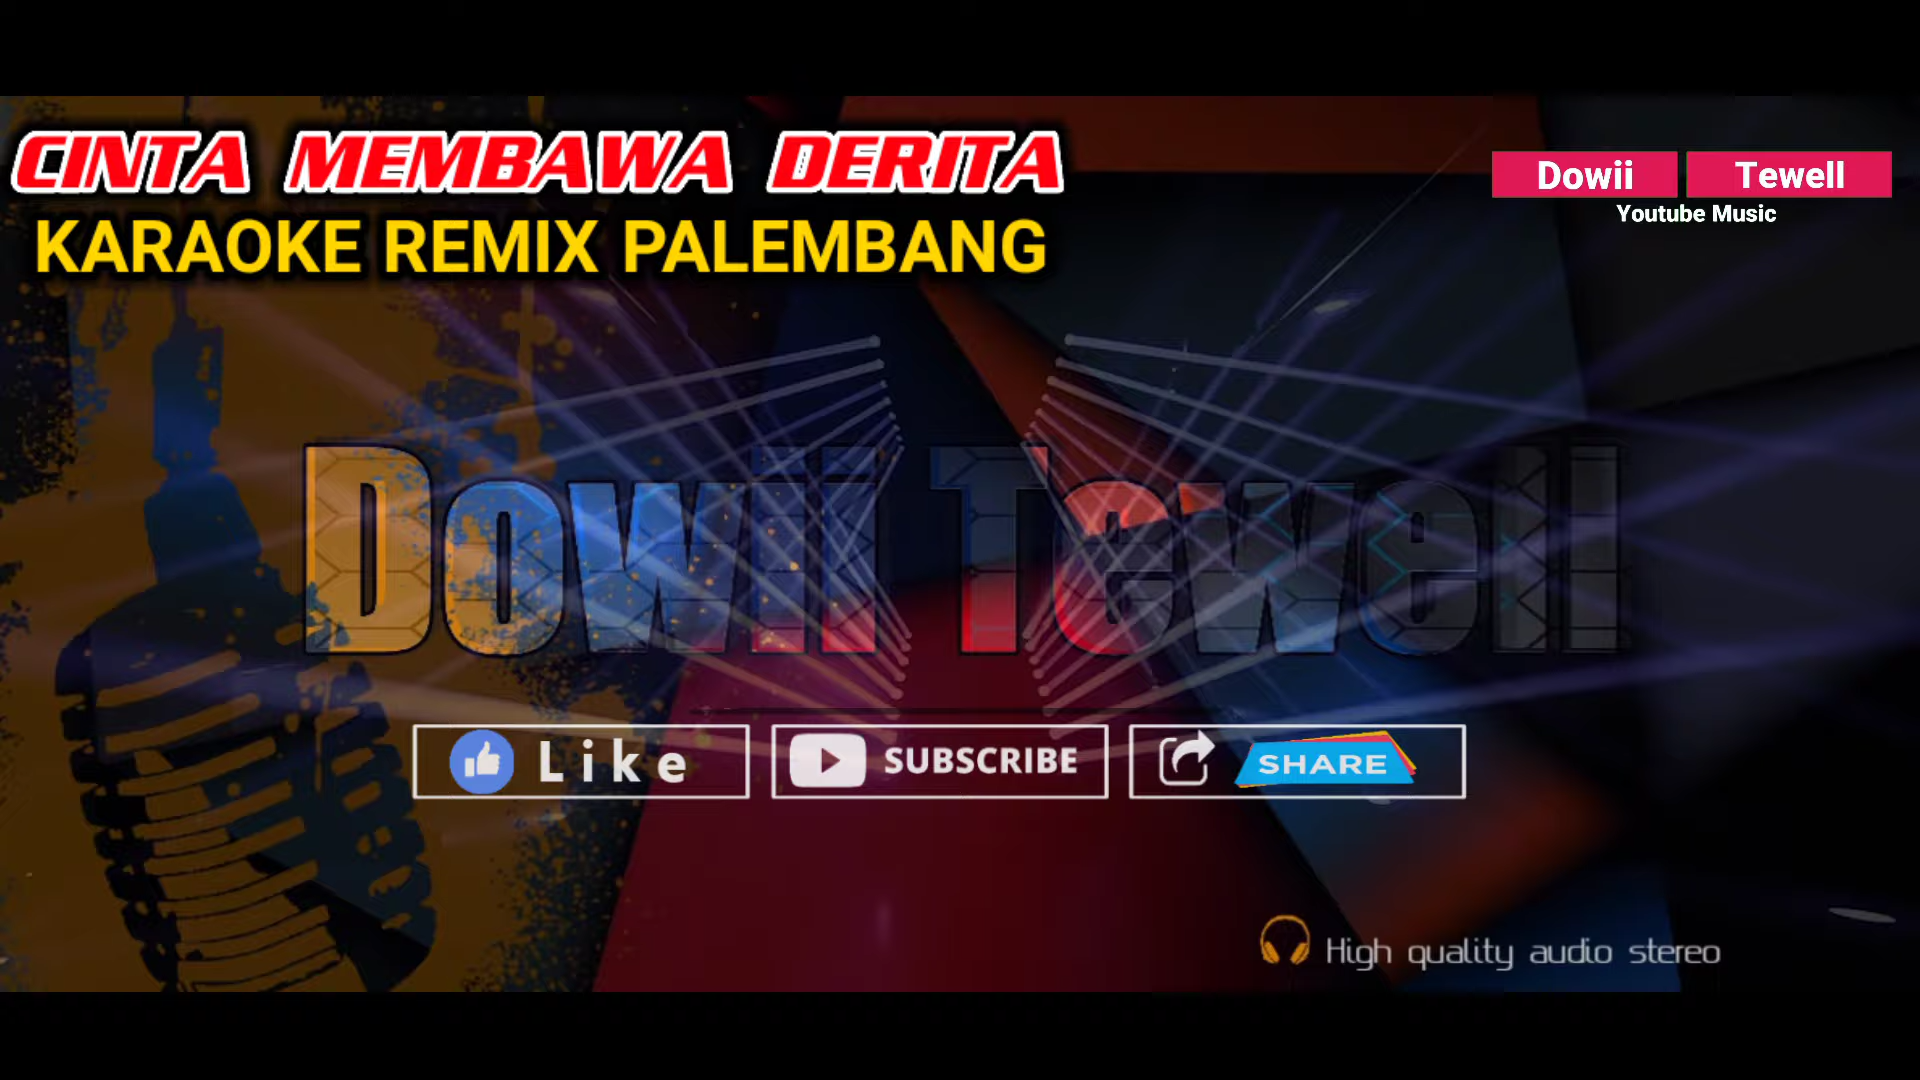 CINTA MEMBAWA DERITA
KARAOKE REMIX PALEMBANG
Dowii Tewell
Youtube Music
Dowii Tewell
Like
SUBSCRIBE
SHARE
High quality audio stereo